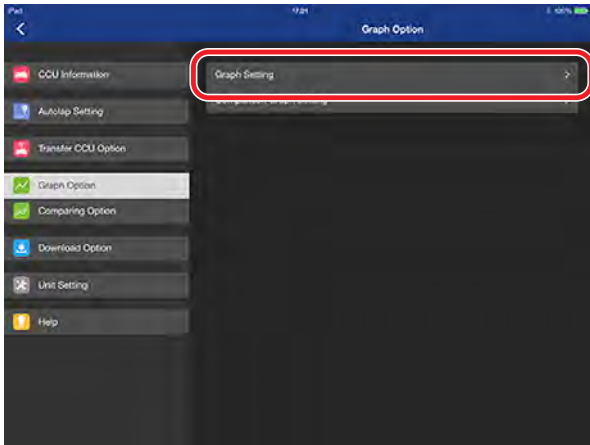 iPad 17:01 100%
Graph Option
CCU Information
Autolap Setting
Transfer CCU Option
Graph Option
Comparing Option
Download Option
Unit Setting
Help
Graph Setting